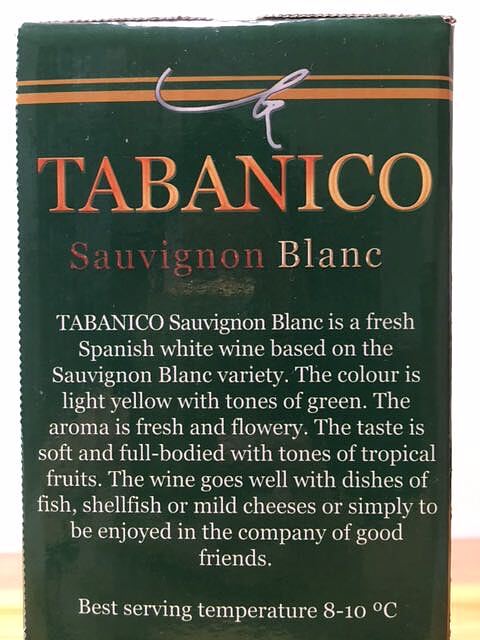 TABANICO
Sauvignon Blanc
TABANICO Sauvignon Blanc is a fresh
Spanish white wine based on the
Sauvignon Blanc variety. The colour is
light yellow with tones of green. The
aroma is fresh and flowery. The taste is
soft and full-bodied with tones of tropical
fruits. The wine goes well with dishes of
fish, shellfish or mild cheeses or simply to
be enjoyed in the company of good
friends.
Best serving temperature 8-10 ºC